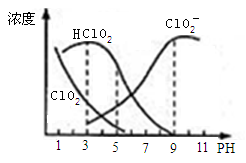 浓度
HClO₂
ClO₂⁻
ClO₂
1 3 5 7 9 11 PH